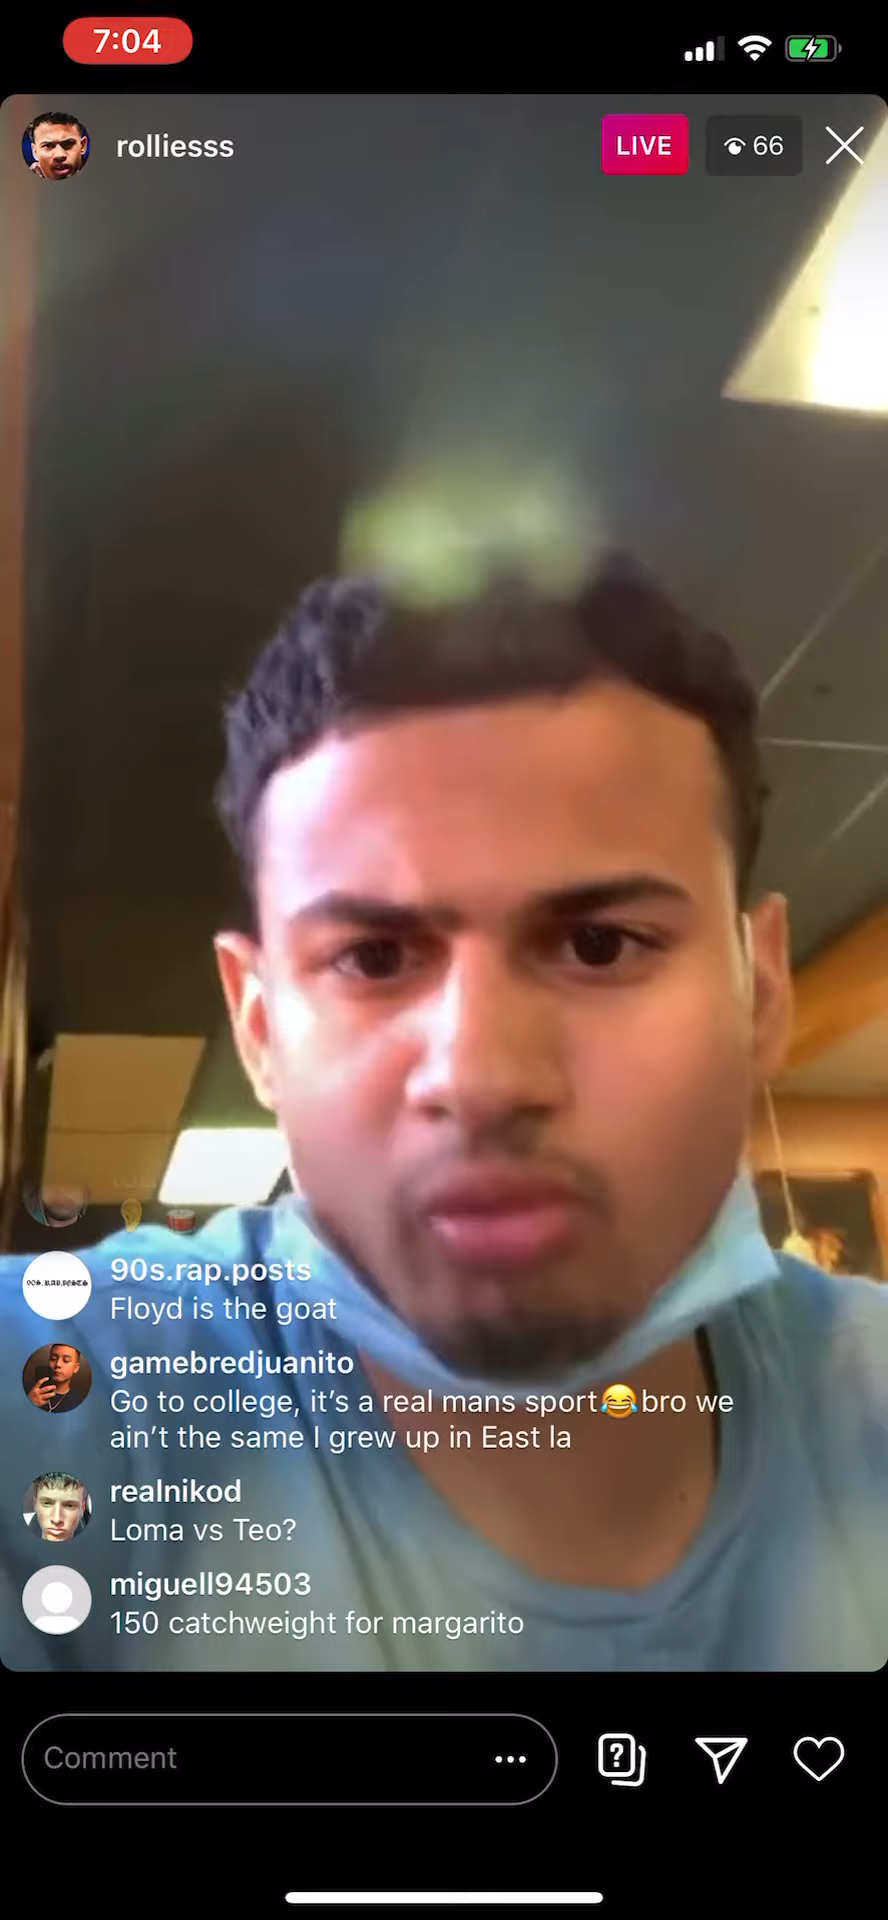 7:04
rolliesss
LIVE
66
90s.rap.posts
Floyd is the goat
gamebredjuanito
Go to college, it’s a real mans sport😂bro we
ain’t the same I grew up in East la
realnikod
Loma vs Teo?
miguell94503
150 catchweight for margarito
Comment